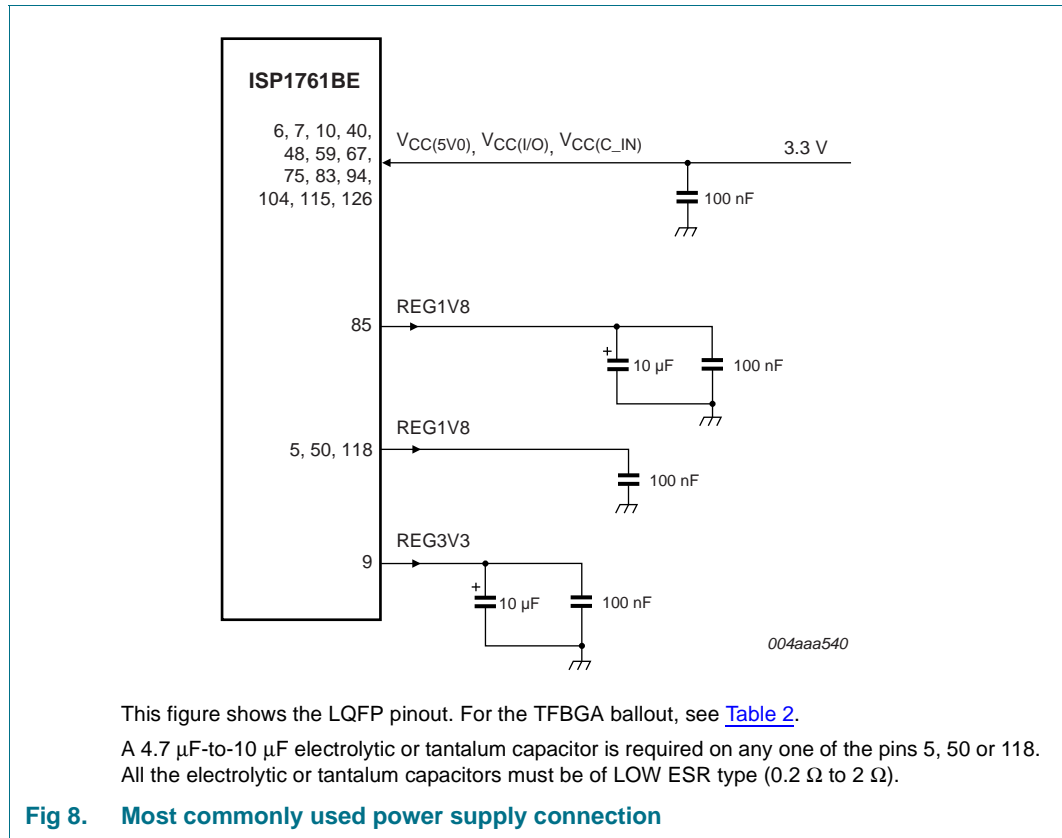 ISP1761BE
6, 7, 10, 40,
48, 59, 67,
75, 83, 94,
104, 115, 126
VCC(5V0), VCC(I/O), VCC(C_IN)
3.3 V
100 nF
85
REG1V8
+
10 µF
100 nF
5, 50, 118
REG1V8
100 nF
9
REG3V3
+
10 µF
100 nF
004aaa540
This figure shows the LQFP pinout. For the TFBGA ballout, see Table 2.
A 4.7 µF-to-10 µF electrolytic or tantalum capacitor is required on any one of the pins 5, 50 or 118.
All the electrolytic or tantalum capacitors must be of LOW ESR type (0.2 Ω to 2 Ω).
Fig 8. Most commonly used power supply connection